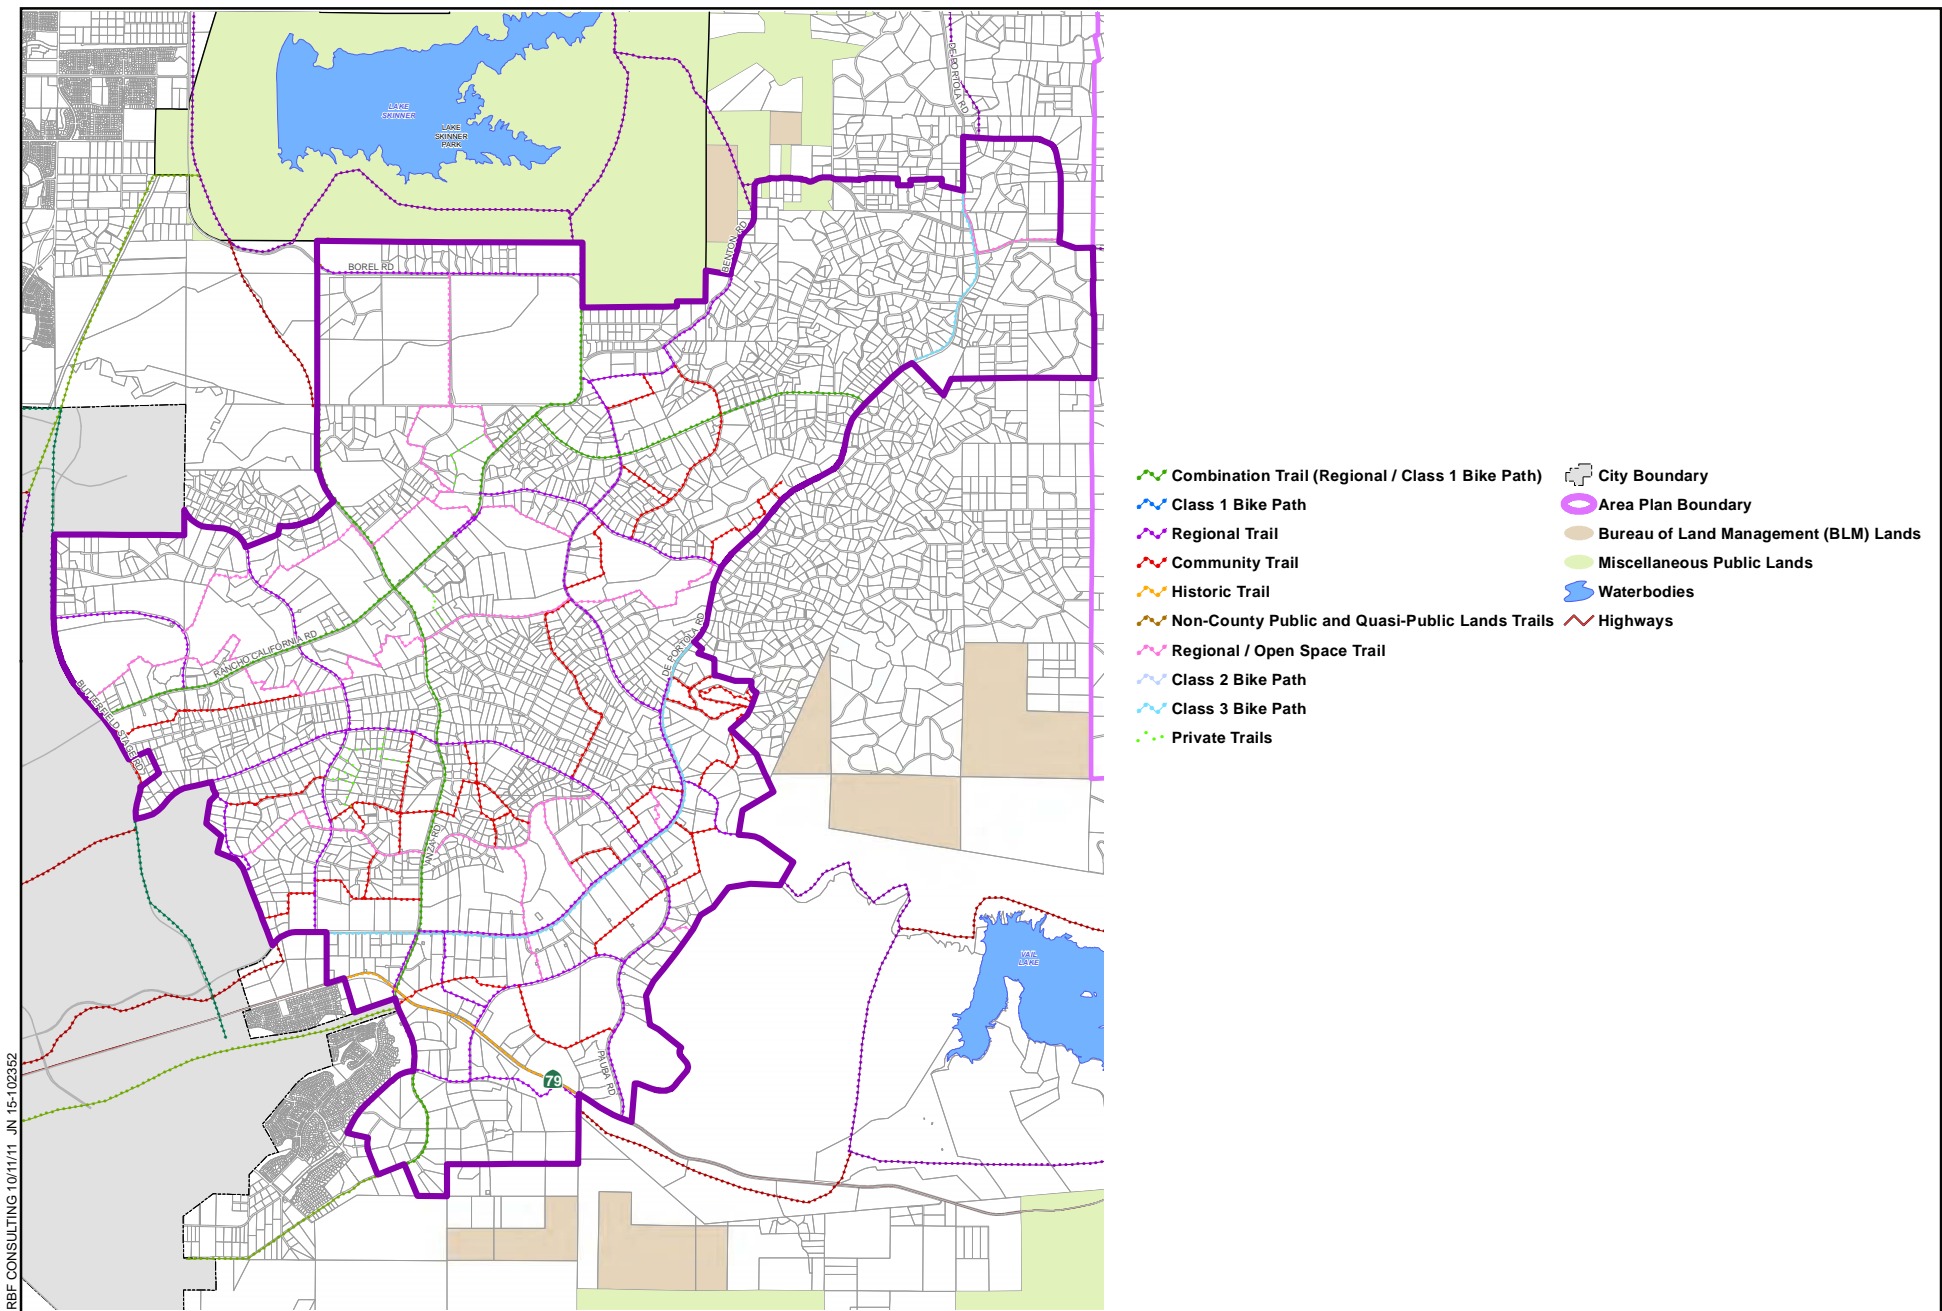 LAKE
SKINNER
LAKE
SKINNER
PARK
DE PORTOLA RD
BENTON RD
BOREL RD
RANCHO CALIFORNIA RD
BUTTERFIELD STAGE RD
DE PORTOLA RD
ANZA RD
VAIL
LAKE
79
PAUBA RD
Combination Trail (Regional / Class 1 Bike Path)
Class 1 Bike Path
Regional Trail
Community Trail
Historic Trail
Non-County Public and Quasi-Public Lands Trails
Regional / Open Space Trail
Class 2 Bike Path
Class 3 Bike Path
Private Trails
City Boundary
Area Plan Boundary
Bureau of Land Management (BLM) Lands
Miscellaneous Public Lands
Waterbodies
Highways
RBF CONSULTING 10/11/11 JN 15-102352